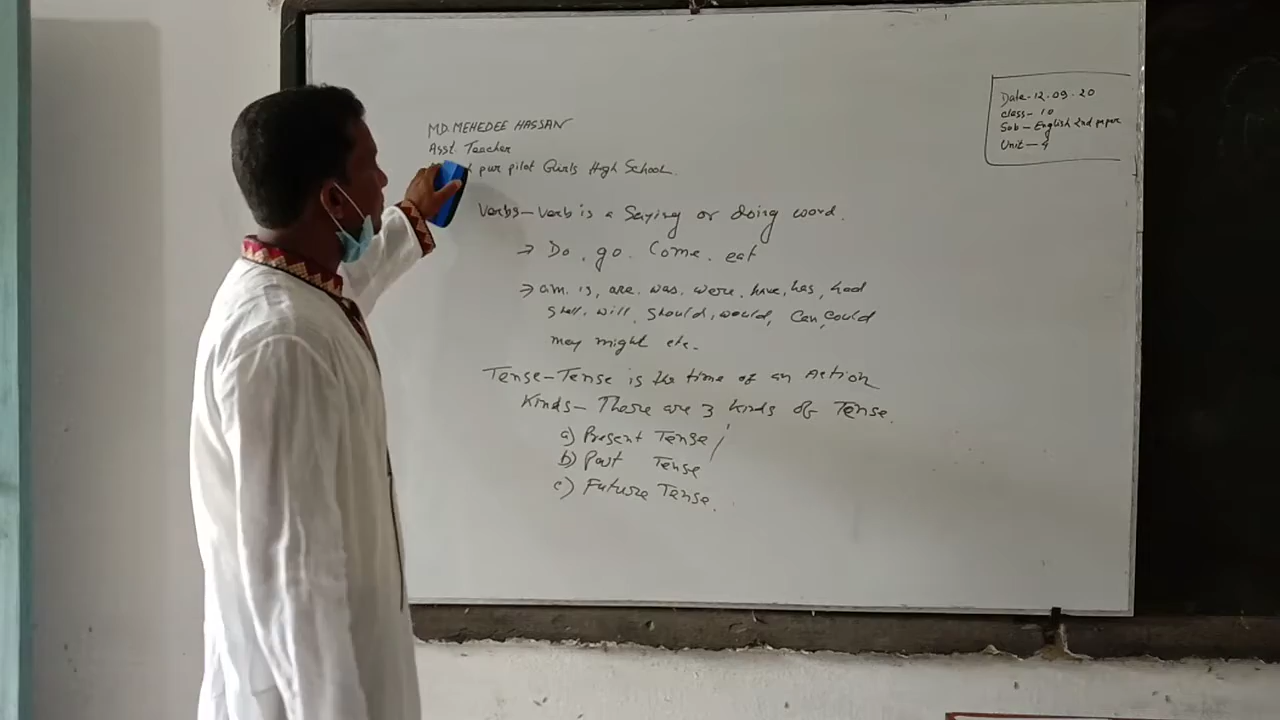 MD. MEHEDEE HASSAN
Asst. Teacher
pur pilot Girls High School.
Date-12.09.20
class-10
Sub-English 2nd paper
Unit-4
Verbs-Verb is a Saying or doing word.
→ Do, go. Come. eat
→ am. is, are. was. were. have, has, had
Shall. will. Should, would, Can, Could
may might etc.
Tense-Tense is the time of an Action
Kinds-There are 3 kinds of Tense.
a) Present Tense
b) Past Tense
c) Future Tense.